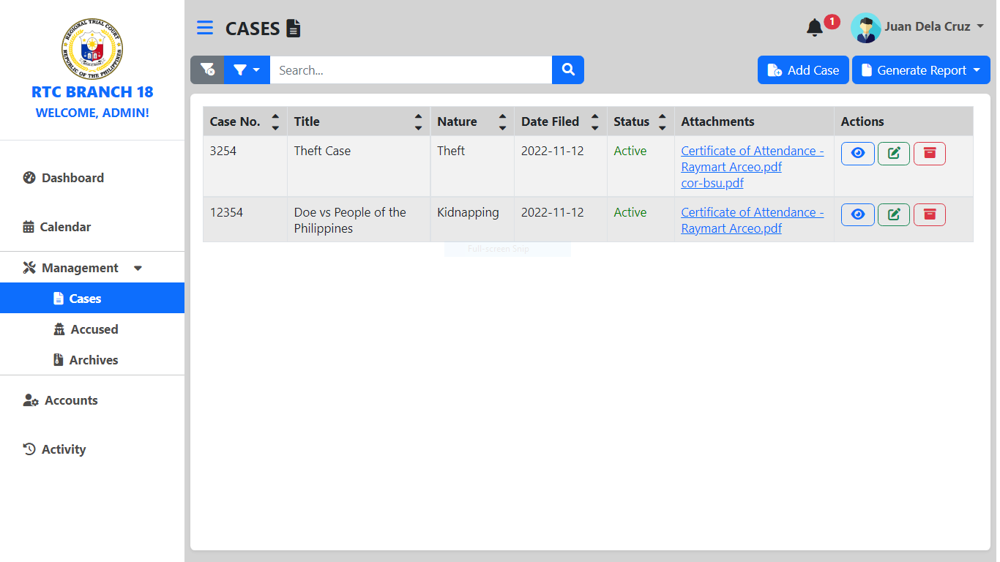 REGIONAL TRIAL COURT
REPUBLIC OF THE PHILIPPINES
RTC BRANCH 18
WELCOME, ADMIN!
Dashboard
Calendar
Management
Cases
Accused
Archives
Accounts
Activity
CASES
1
Juan Dela Cruz
Search...
Add Case
Generate Report
Case No. Title Nature Date Filed Status Attachments Actions
3254 Theft Case Theft 2022-11-12 Active Certificate of Attendance -
Raymart Arceo.pdf
cor-bsu.pdf
12354 Doe vs People of the Kidnapping 2022-11-12 Active Certificate of Attendance -
Philippines Raymart Arceo.pdf
Full-screen Snip